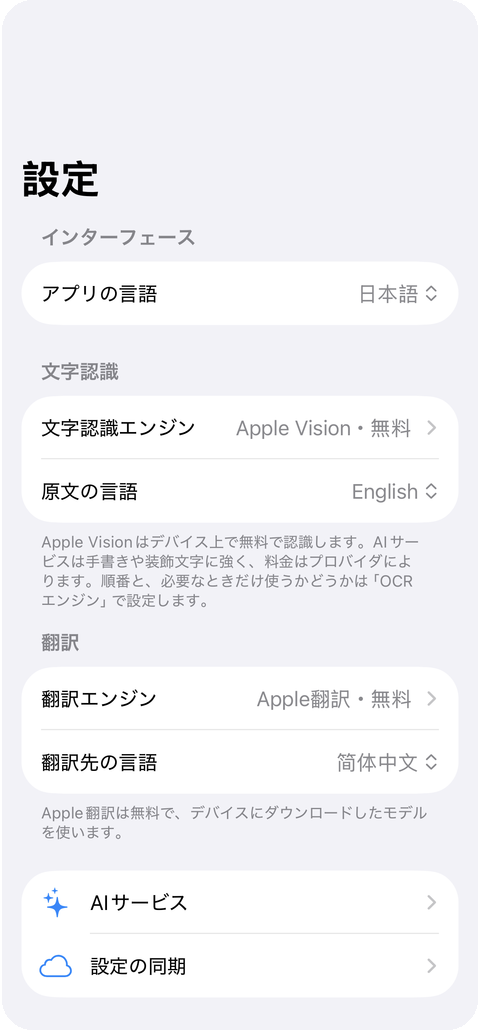 設定
インターフェース
アプリの言語 日本語
文字認識
文字認識エンジン Apple Vision・無料
原文の言語 English
Apple Visionはデバイス上で無料で認識します。AIサー
ビスは手書きや装飾文字に強く、料金はプロバイダによ
ります。順番と、必要なときだけ使うかどうかは「OCR
エンジン」で設定します。
翻訳
翻訳エンジン Apple翻訳・無料
翻訳先の言語 简体中文
Apple翻訳は無料で、デバイスにダウンロードしたモデル
を使います。
AIサービス
設定の同期